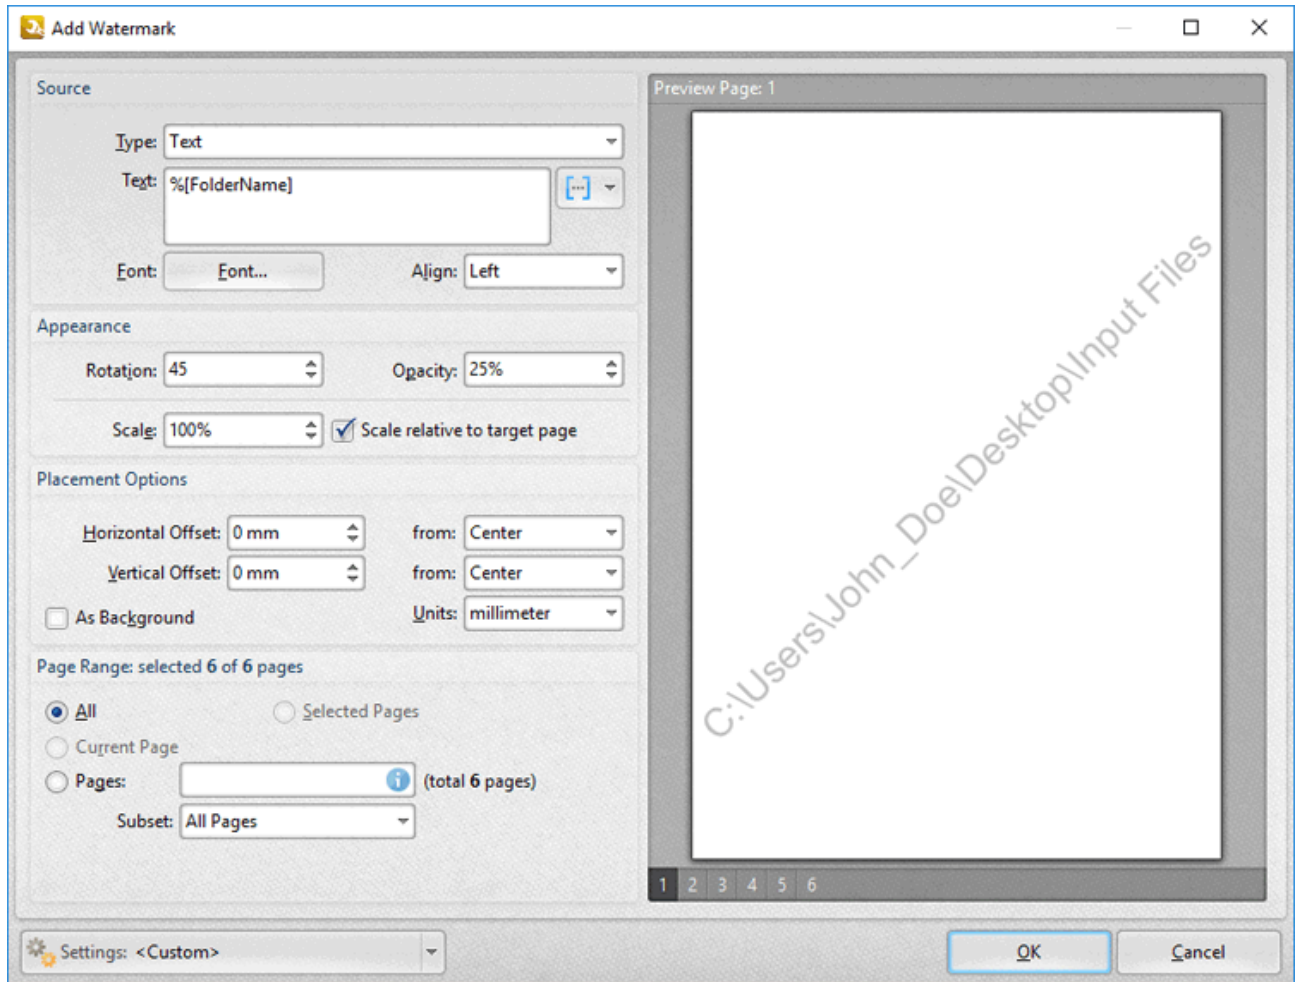 Add Watermark
Source
Type: Text
Text: %[FolderName]
Font: Font... Align: Left
Appearance
Rotation: 45 Opacity: 25%
Scale: 100% Scale relative to target page
Placement Options
Horizontal Offset: 0 mm from: Center
Vertical Offset: 0 mm from: Center
As Background Units: millimeter
Page Range: selected 6 of 6 pages
All Selected Pages
Current Page
Pages: (total 6 pages)
Subset: All Pages
Preview Page: 1
C:\Users\John_Doe\Desktop\Input Files
1 2 3 4 5 6
Settings: <Custom>
OK Cancel